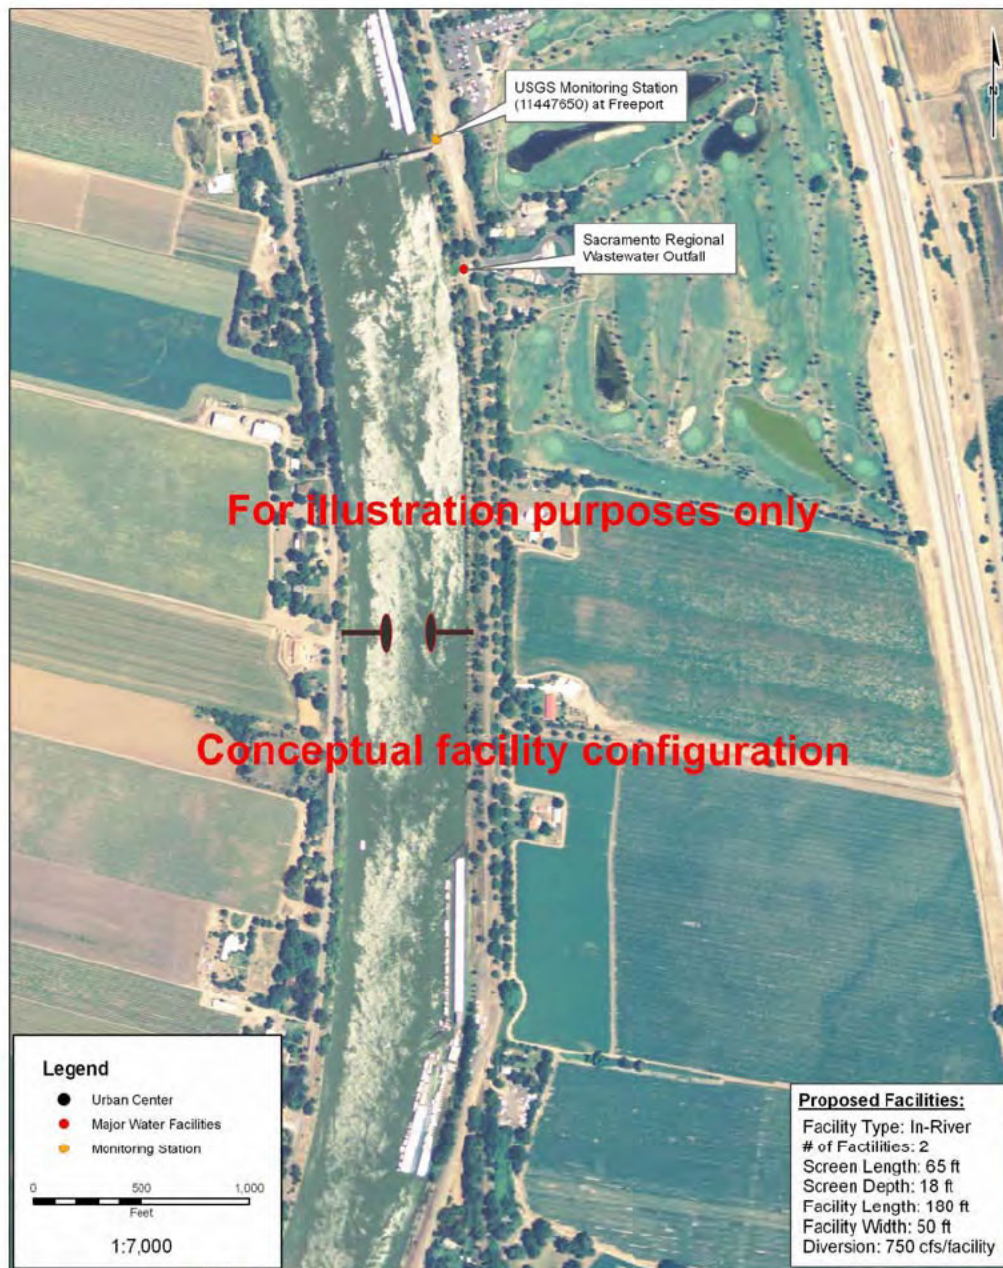 USGS Monitoring Station
(11447650) at Freeport
N
Sacramento Regional
Wastewater Outfall
For illustration purposes only
Conceptual facility configuration
Legend
Urban Center
Major Water Facilities
Monitoring Station
0 500 1,000
Feet
1:7,000
Proposed Facilities:
Facility Type: In-River
# of Factilities: 2
Screen Length: 65 ft
Screen Depth: 18 ft
Facility Length: 180 ft
Facility Width: 50 ft
Diversion: 750 cfs/facility